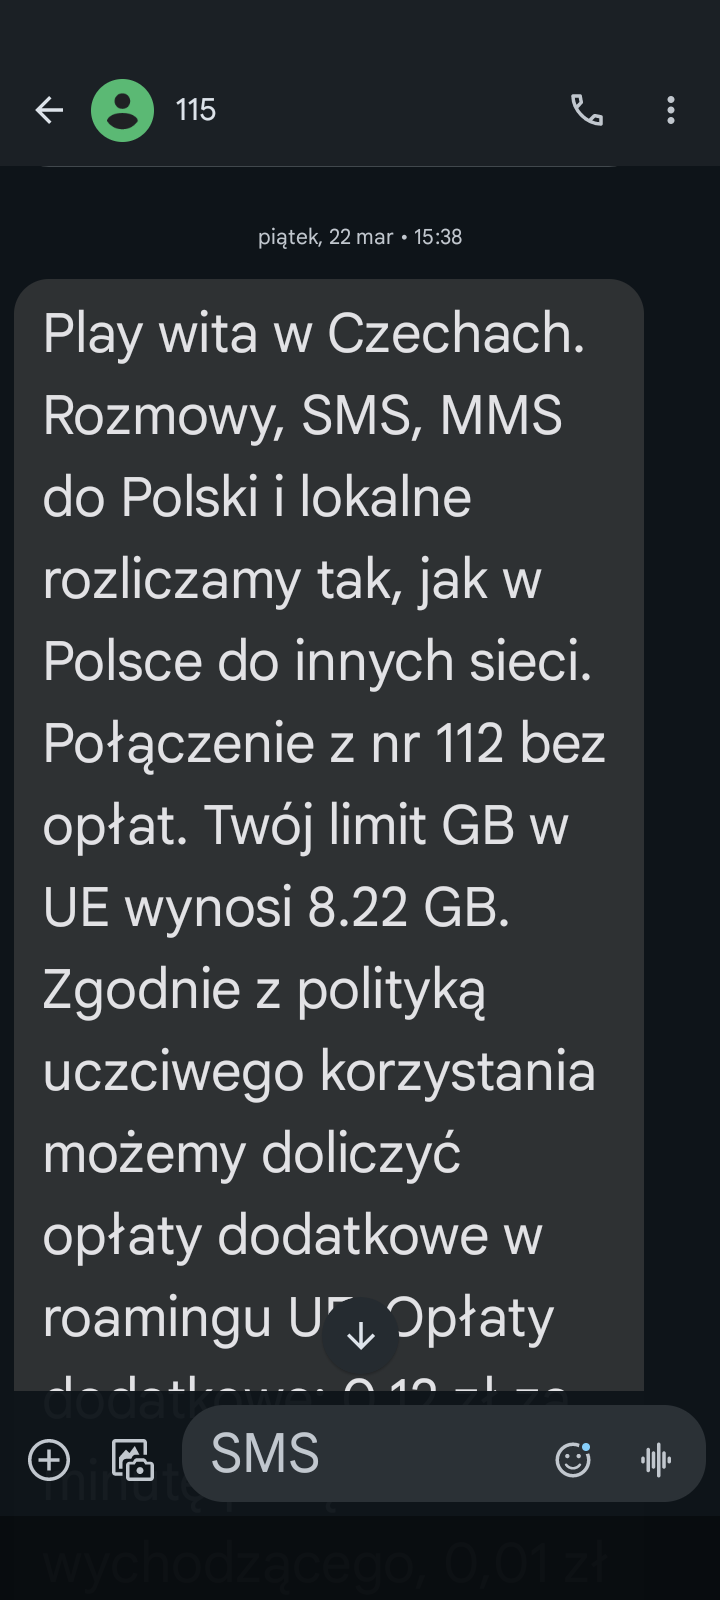 115
piątek, 22 mar • 15:38
Play wita w Czechach.
Rozmowy, SMS, MMS
do Polski i lokalne
rozliczamy tak, jak w
Polsce do innych sieci.
Połączenie z nr 112 bez
opłat. Twój limit GB w
UE wynosi 8.22 GB.
Zgodnie z polityką
uczciwego korzystania
możemy doliczyć
opłaty dodatkowe w
roamingu UE. Opłaty
dodatkowe: 0,12 zł za
SMS
minutę
wychodzącego, 0,01 zł